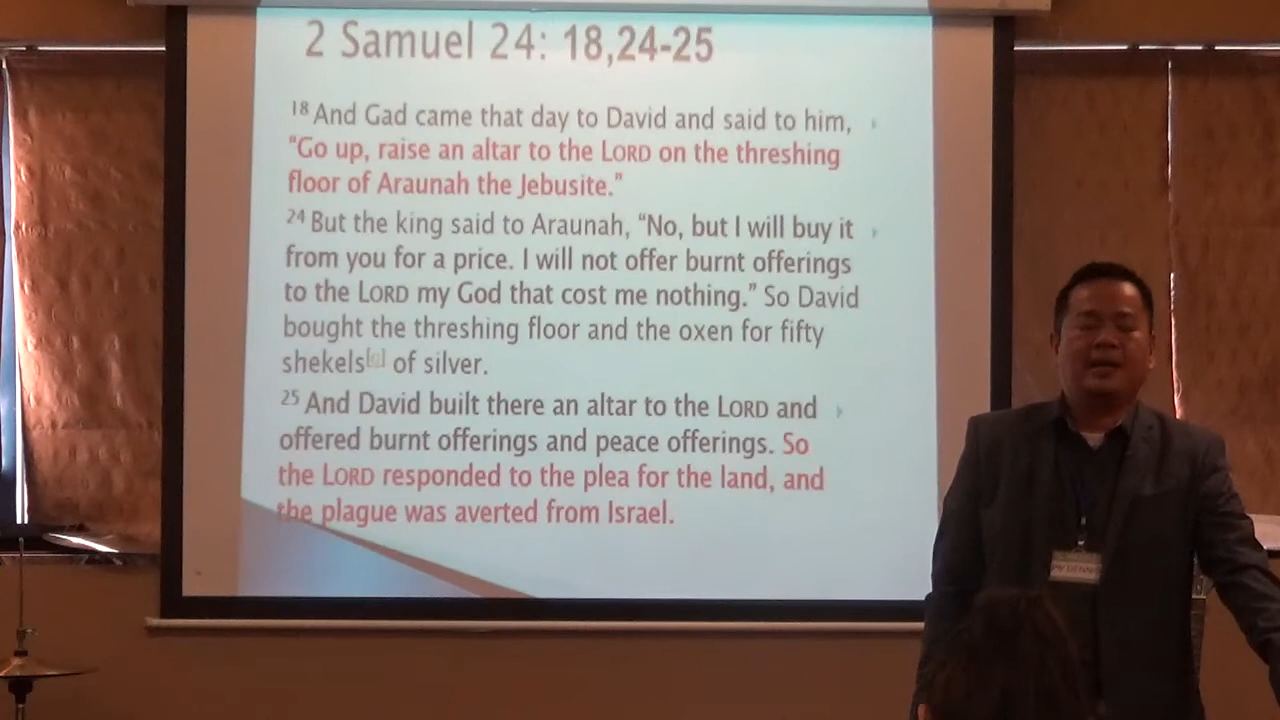 2 Samuel 24: 18,24-25
18 And Gad came that day to David and said to him,
"Go up, raise an altar to the LORD on the threshing
floor of Araunah the Jebusite."
24 But the king said to Araunah, "No, but I will buy it
from you for a price. I will not offer burnt offerings
to the LORD my God that cost me nothing." So David
bought the threshing floor and the oxen for fifty
shekels of silver.
25 And David built there an altar to the LORD and
offered burnt offerings and peace offerings. So
the LORD responded to the plea for the land, and
the plague was averted from Israel.